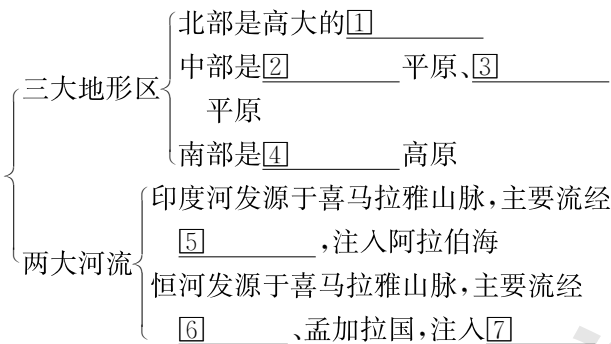 北部是高大的1
中部是2 平原、3
三大地形区
平原
南部是4 高原
印度河发源于喜马拉雅山脉,主要流经
5 ,注入阿拉伯海
两大河流
恒河发源于喜马拉雅山脉,主要流经
6 、孟加拉国,注入7